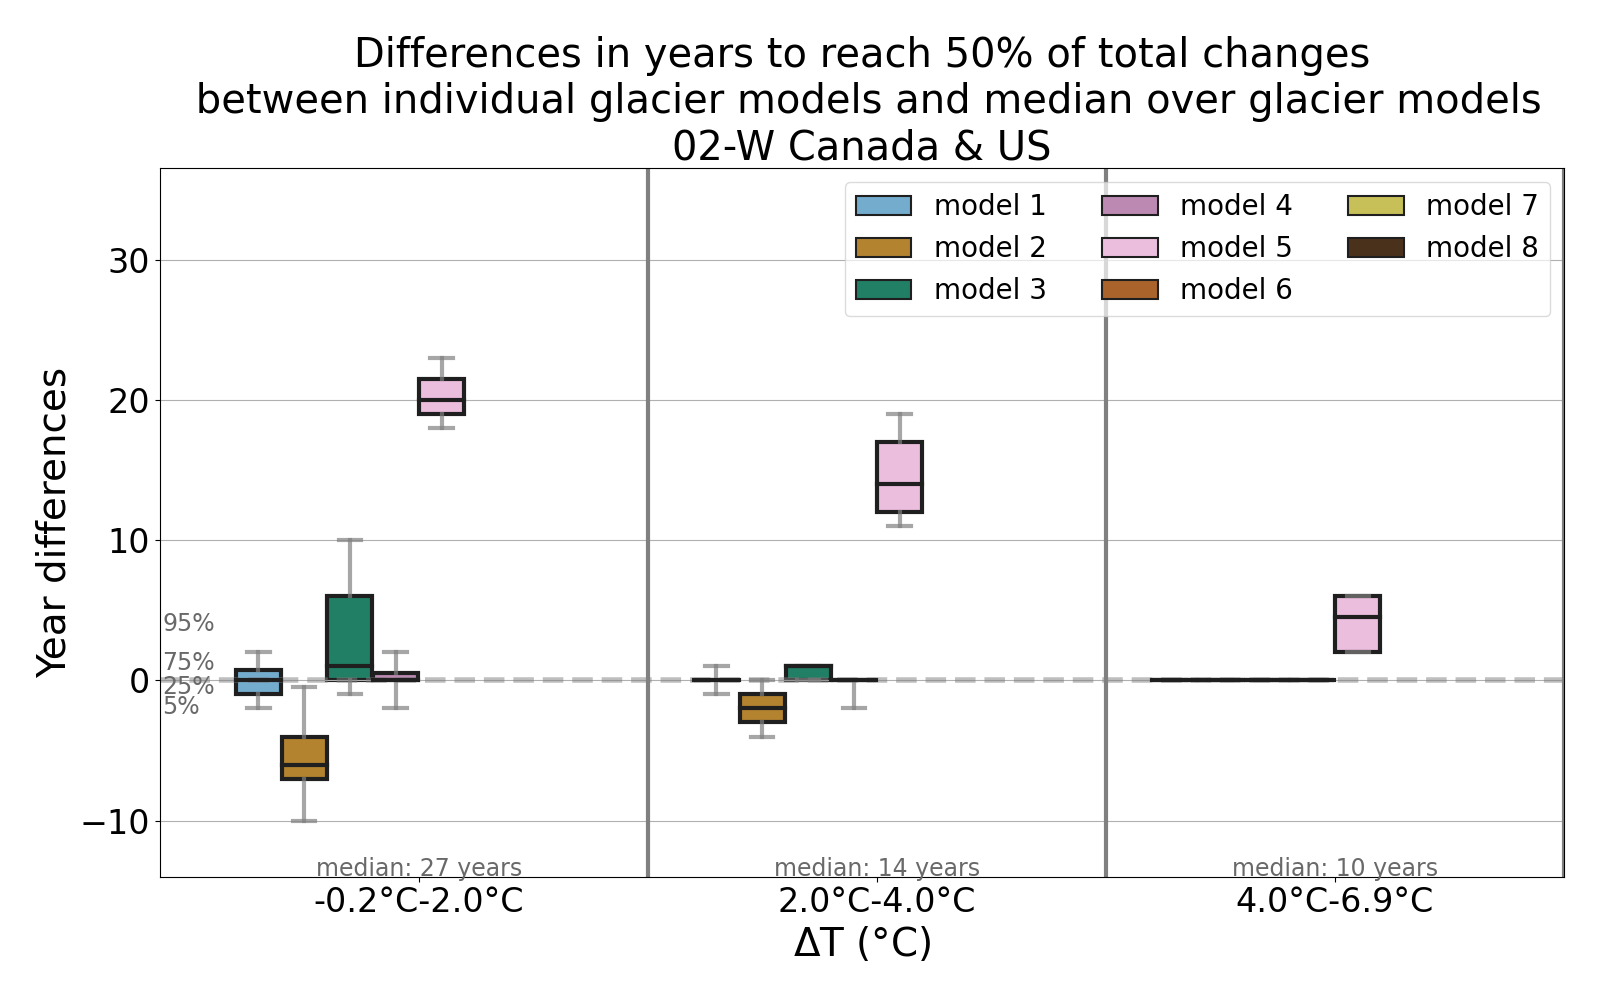 Differences in years to reach 50% of total changes
between individual glacier models and median over glacier models
02-W Canada & US
model 1
model 2
model 3
model 4
model 5
model 6
model 7
model 8
Year differences
30
20
10
0
−10
95%
75%
25%
5%
median: 27 years
median: 14 years
median: 10 years
-0.2°C-2.0°C
2.0°C-4.0°C
4.0°C-6.9°C
ΔT (°C)